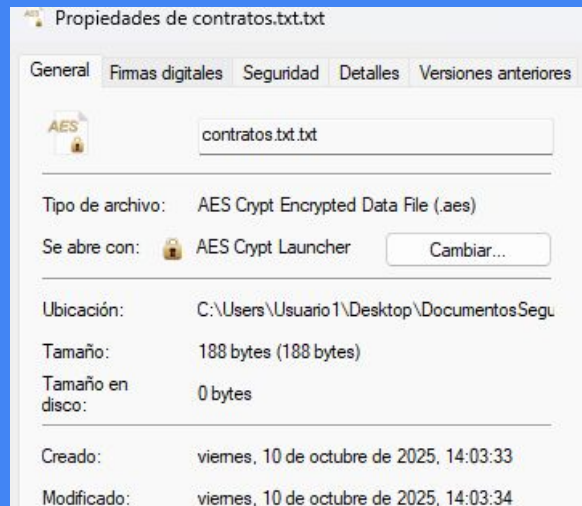 Propiedades de contratos.txt.txt
General Firmas digitales Seguridad Detalles Versiones anteriores
AES
contratos.txt.txt
Tipo de archivo: AES Crypt Encrypted Data File (.aes)
Se abre con: AES Crypt Launcher Cambiar...
Ubicación: C:\Users\Usuario1\Desktop\DocumentosSegu
Tamaño: 188 bytes (188 bytes)
Tamaño en
disco: 0 bytes
Creado: viernes, 10 de octubre de 2025, 14:03:33
Modificado: viernes, 10 de octubre de 2025, 14:03:34